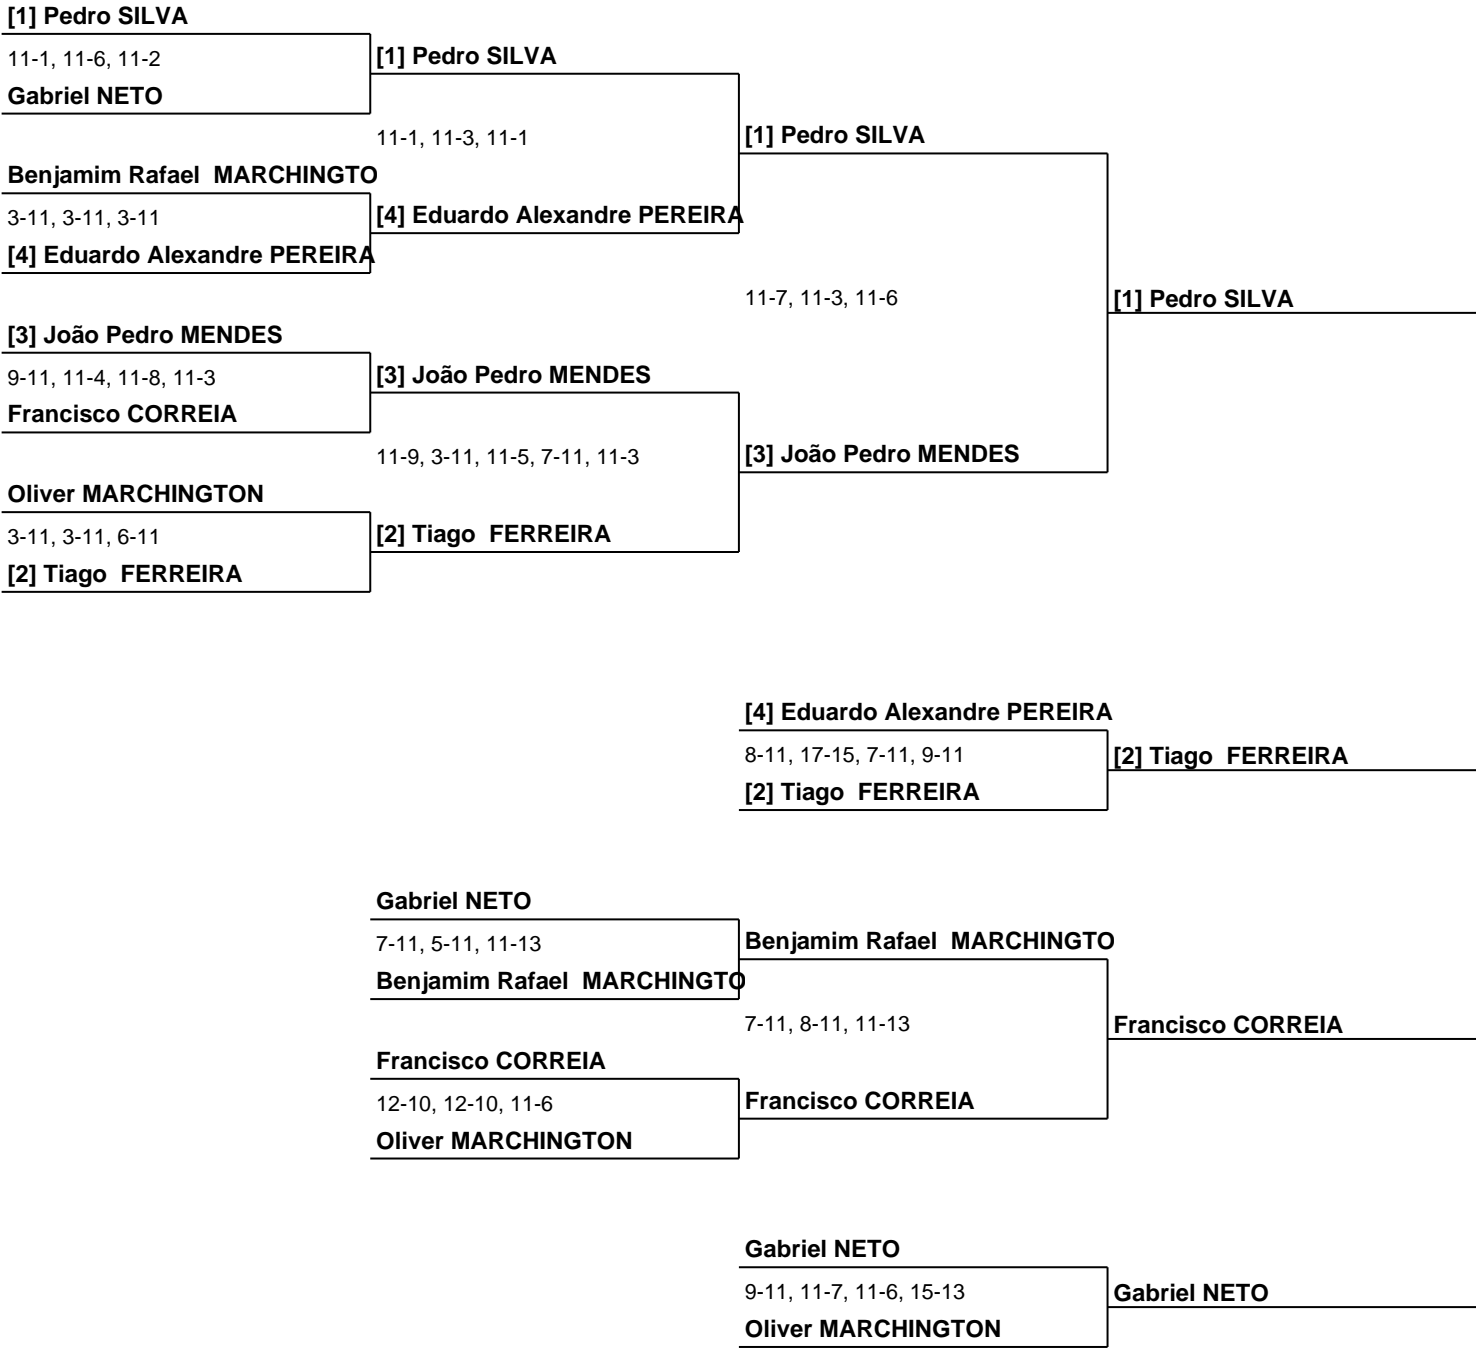 [1] Pedro SILVA
11-1, 11-6, 11-2
[1] Pedro SILVA
Gabriel NETO
11-1, 11-3, 11-1
[1] Pedro SILVA
Benjamim Rafael MARCHINGTO
3-11, 3-11, 3-11
[4] Eduardo Alexandre PEREIRA
[4] Eduardo Alexandre PEREIRA
11-7, 11-3, 11-6
[1] Pedro SILVA
[3] João Pedro MENDES
9-11, 11-4, 11-8, 11-3
[3] João Pedro MENDES
Francisco CORREIA
11-9, 3-11, 11-5, 7-11, 11-3
[3] João Pedro MENDES
Oliver MARCHINGTON
3-11, 3-11, 6-11
[2] Tiago FERREIRA
[2] Tiago FERREIRA
[4] Eduardo Alexandre PEREIRA
8-11, 17-15, 7-11, 9-11
[2] Tiago FERREIRA
[2] Tiago FERREIRA
Gabriel NETO
7-11, 5-11, 11-13
Benjamim Rafael MARCHINGTO
Benjamim Rafael MARCHINGTO
7-11, 8-11, 11-13
Francisco CORREIA
Francisco CORREIA
12-10, 12-10, 11-6
Francisco CORREIA
Oliver MARCHINGTON
Gabriel NETO
9-11, 11-7, 11-6, 15-13
Gabriel NETO
Oliver MARCHINGTON